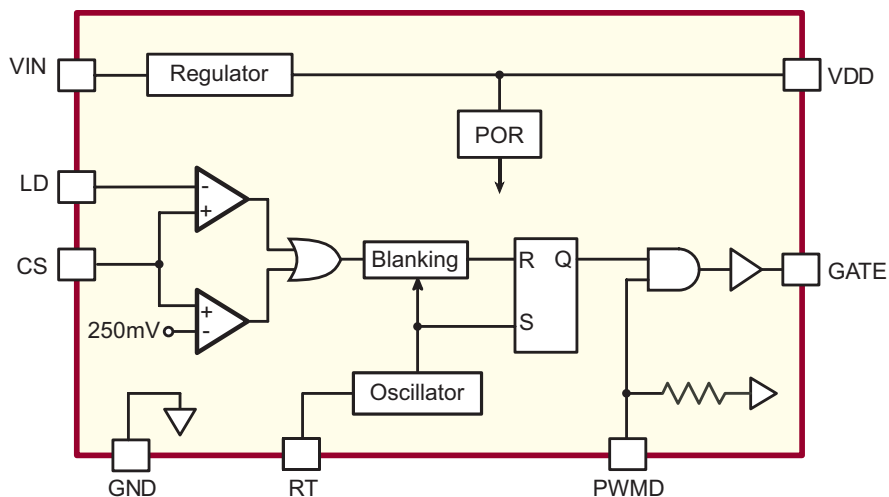 VIN
Regulator
VDD
POR
LD
-
+
CS
Blanking
R
Q
GATE
+
250mV
-
S
Oscillator
GND
RT
PWMD